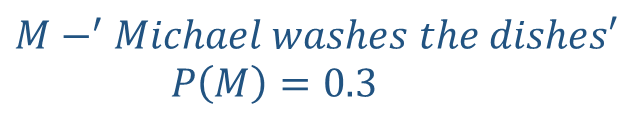 M −′ Michael washes the dishes′
P(M) = 0.3